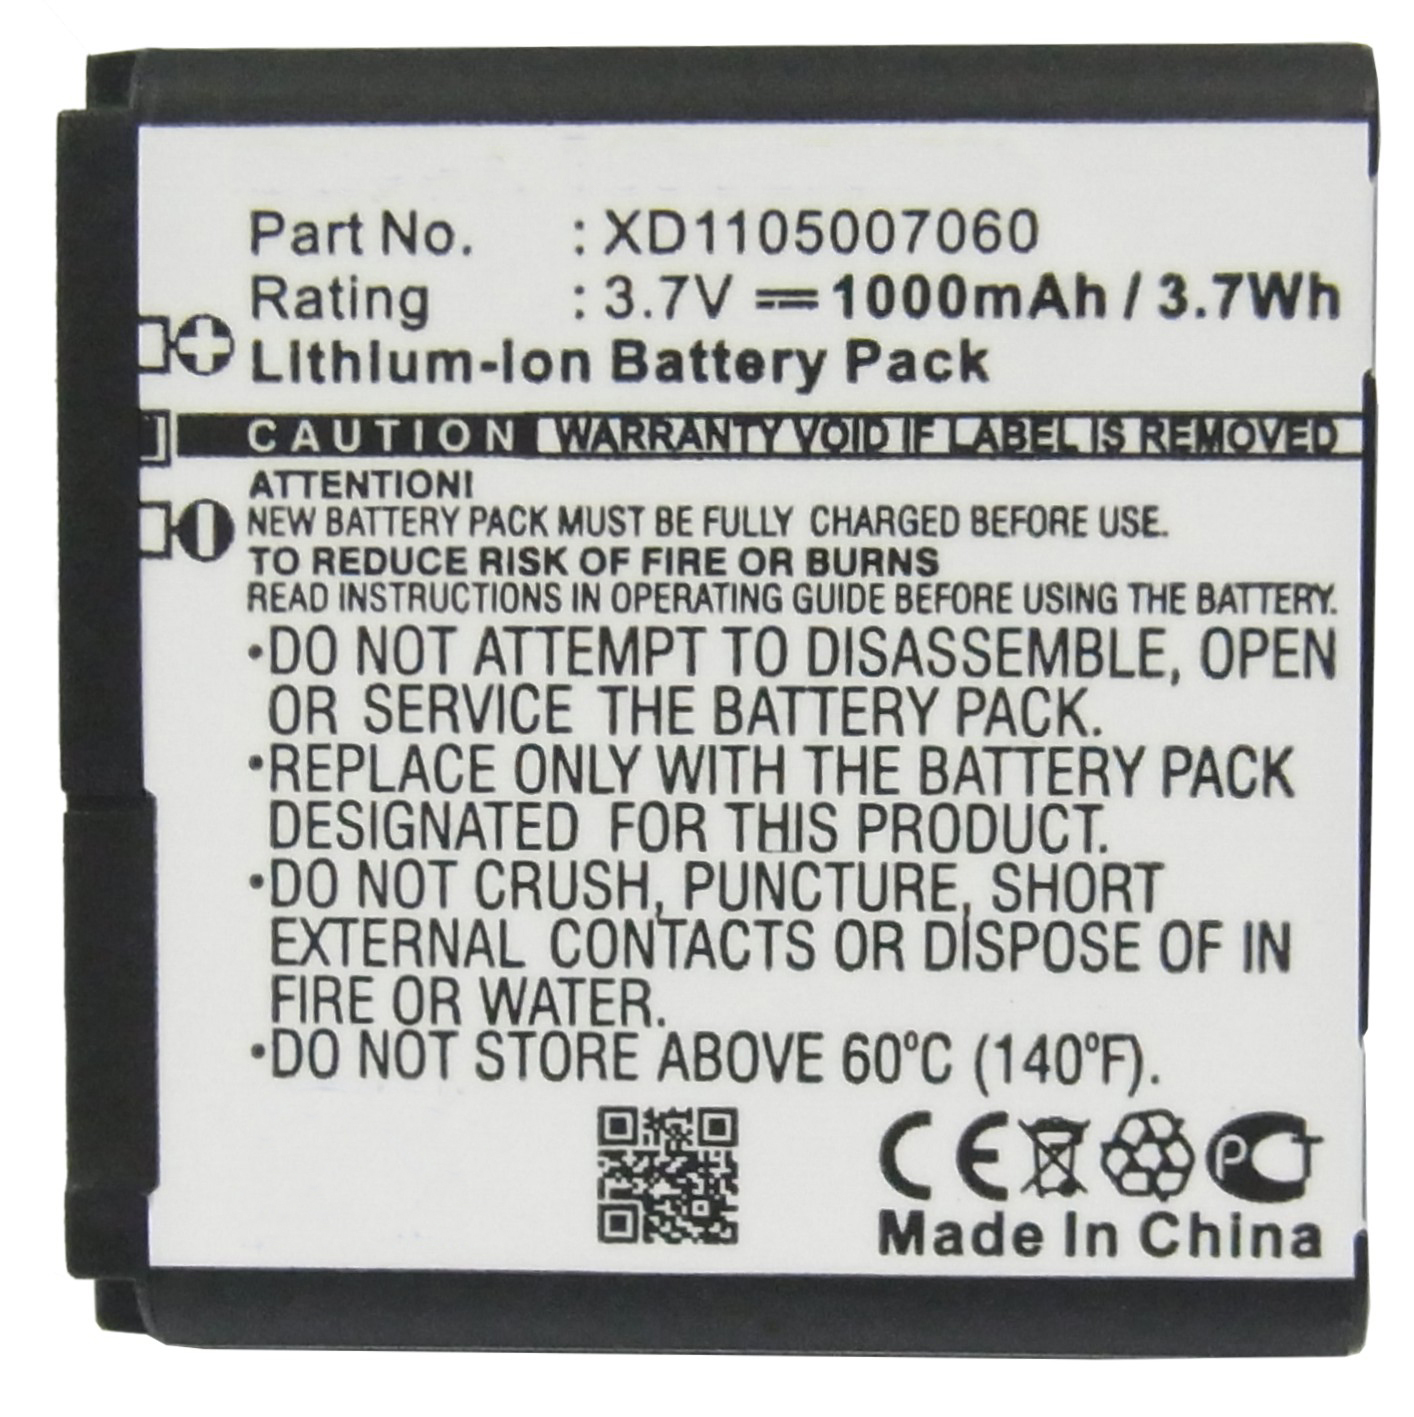 Part No. : XD1105007060
Rating : 3.7V ⎓ 1000mAh / 3.7Wh
Lithium-Ion Battery Pack
CAUTION WARRANTY VOID IF LABEL IS REMOVED
ATTENTION!
NEW BATTERY PACK MUST BE FULLY CHARGED BEFORE USE.
TO REDUCE RISK OF FIRE OR BURNS
READ INSTRUCTIONS IN OPERATING GUIDE BEFORE USING THE BATTERY.
•DO NOT ATTEMPT TO DISASSEMBLE, OPEN
OR SERVICE THE BATTERY PACK.
•REPLACE ONLY WITH THE BATTERY PACK
DESIGNATED FOR THIS PRODUCT.
•DO NOT CRUSH, PUNCTURE, SHORT
EXTERNAL CONTACTS OR DISPOSE OF IN
FIRE OR WATER.
•DO NOT STORE ABOVE 60°C (140°F).
CE PCT
Made In China